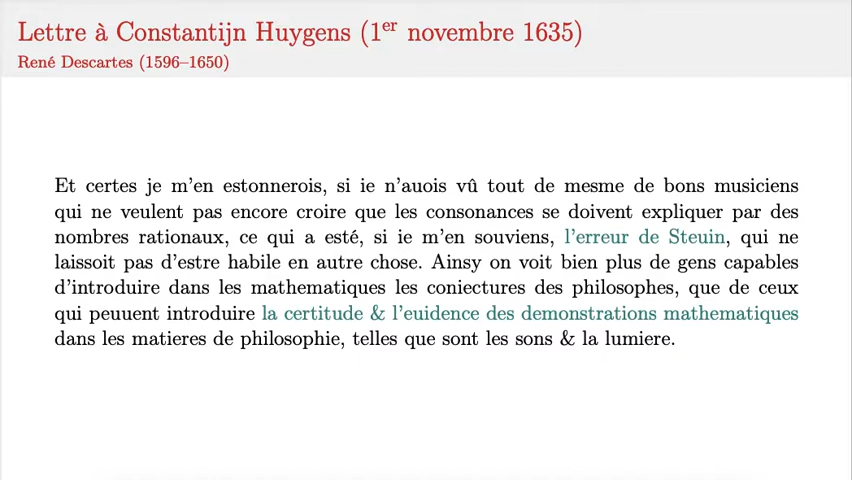 Lettre à Constantijn Huygens (1er novembre 1635)
René Descartes (1596–1650)
Et certes je m'en estonnerois, si ie n'auois vû tout de mesme de bons musiciens
qui ne veulent pas encore croire que les consonances se doivent expliquer par des
nombres rationaux, ce qui a esté, si ie m'en souviens, l'erreur de Steuin, qui ne
laissoit pas d'estre habile en autre chose. Ainsy on voit bien plus de gens capables
d'introduire dans les mathematiques les coniectures des philosophes, que de ceux
qui peuuent introduire la certitude & l'euidence des demonstrations mathematiques
dans les matieres de philosophie, telles que sont les sons & la lumiere.